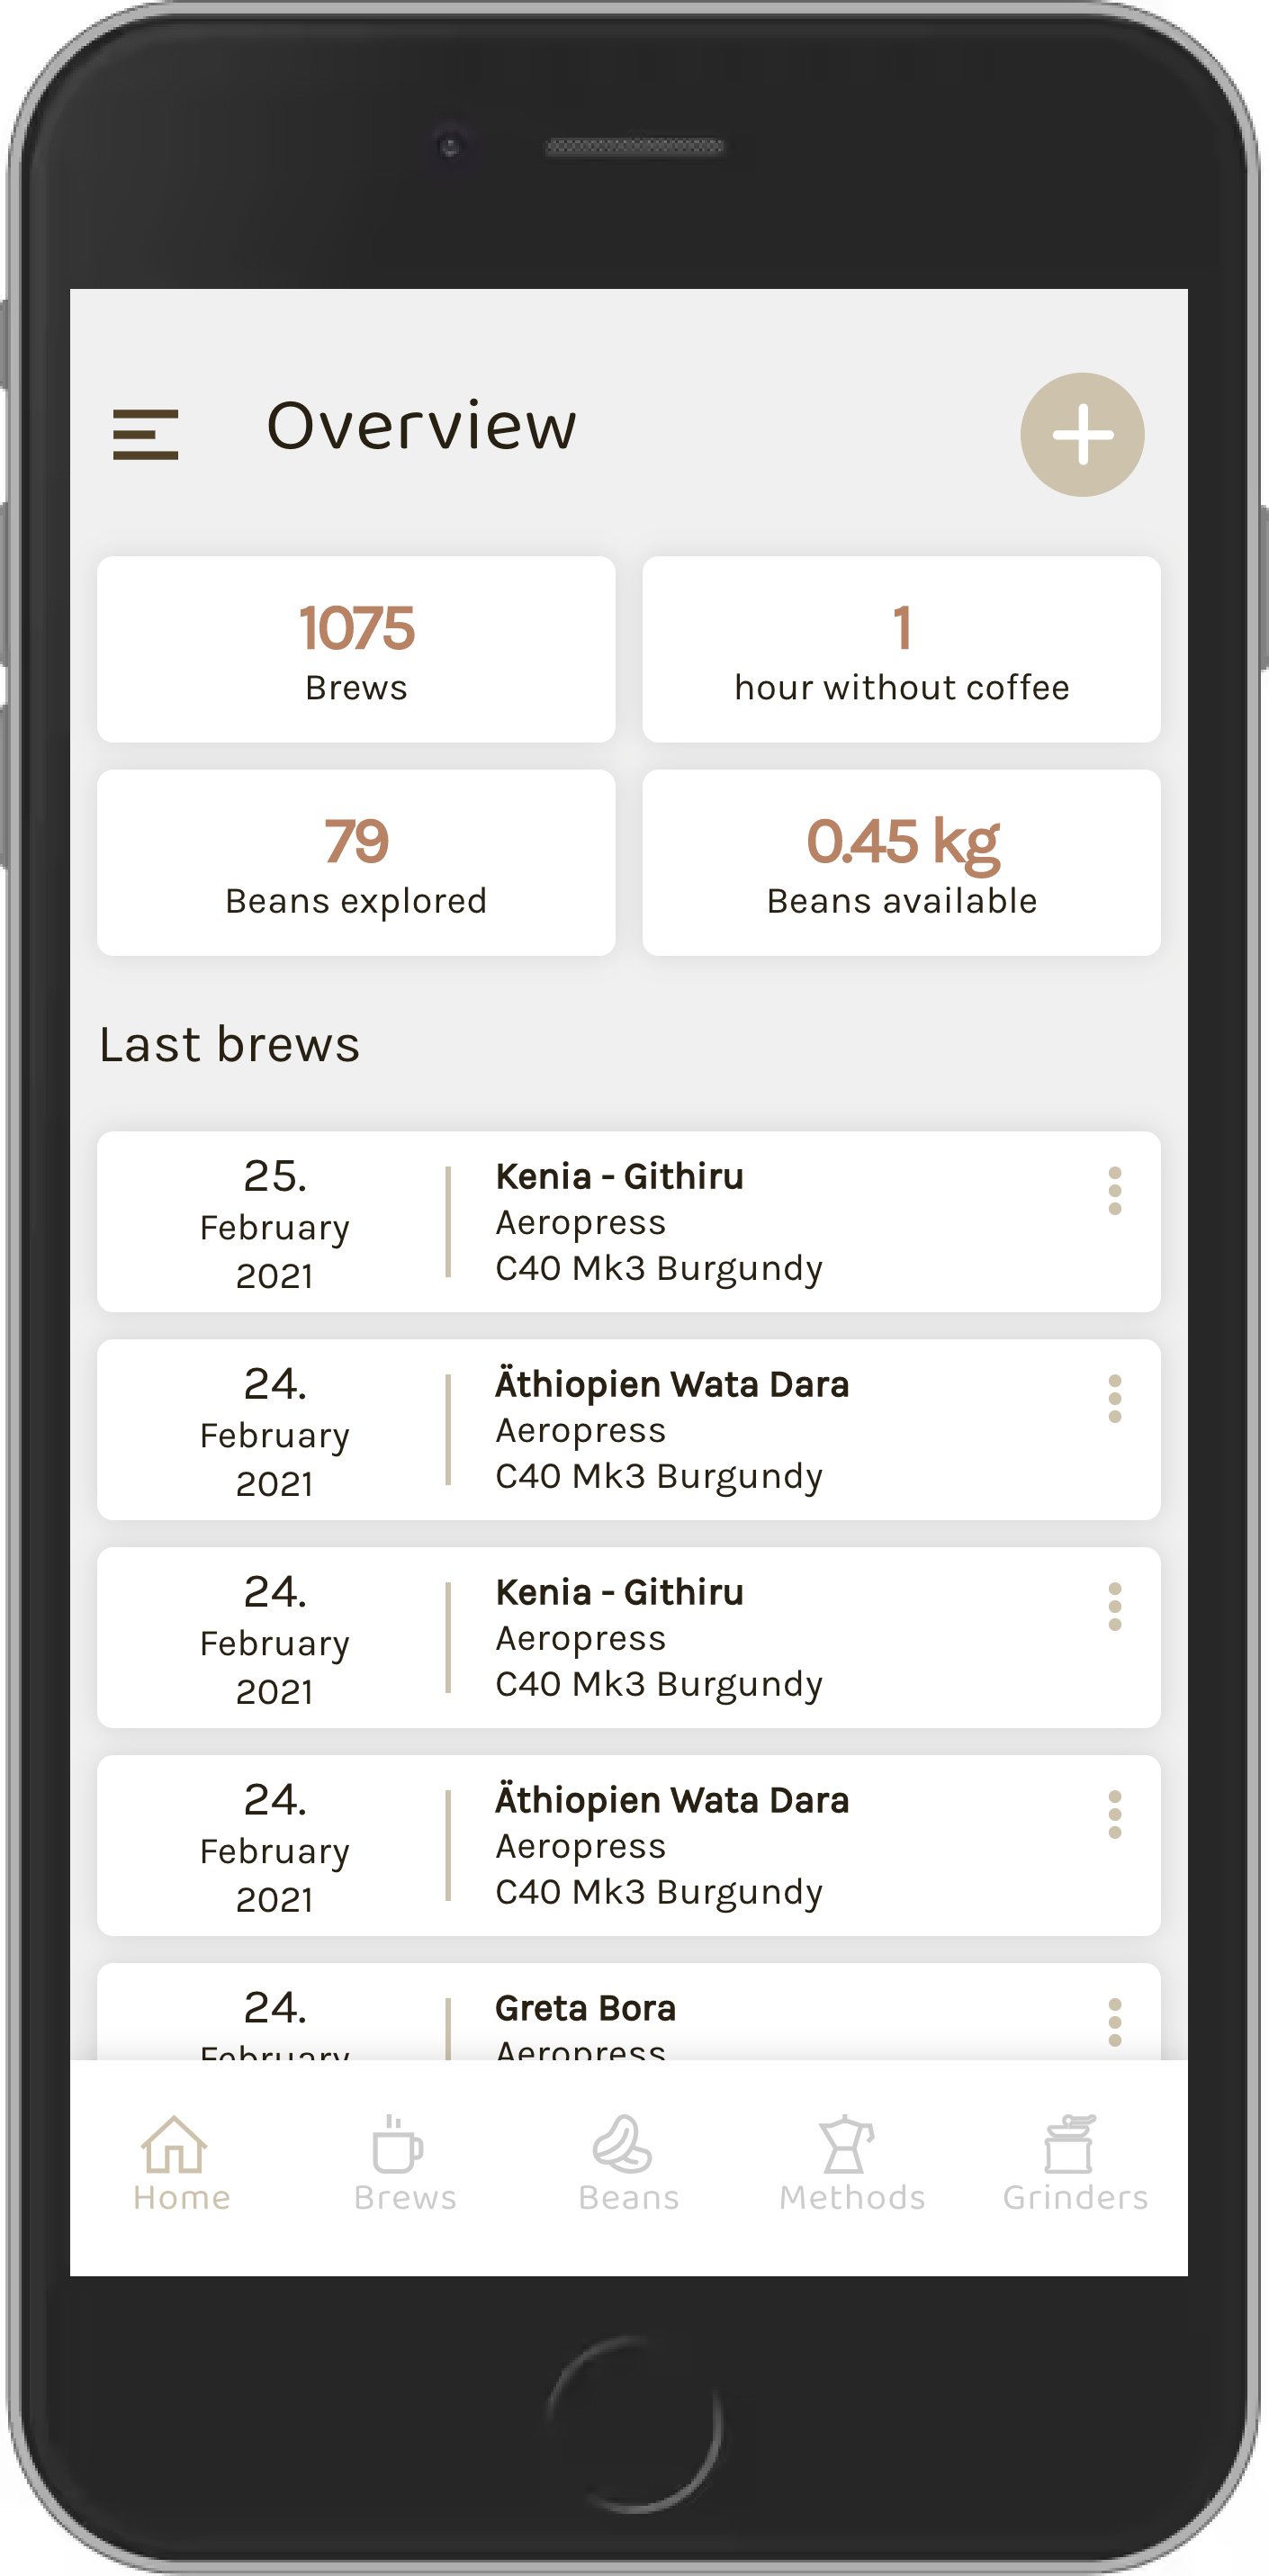 Overview
1075
Brews
1
hour without coffee
79
Beans explored
0.45 kg
Beans available
Last brews
25.
February
2021
Kenia - Githiru
Aeropress
C40 Mk3 Burgundy
24.
February
2021
Äthiopien Wata Dara
Aeropress
C40 Mk3 Burgundy
24.
February
2021
Kenia - Githiru
Aeropress
C40 Mk3 Burgundy
24.
February
2021
Äthiopien Wata Dara
Aeropress
C40 Mk3 Burgundy
24.
February
Greta Bora
Aeropress
Home
Brews
Beans
Methods
Grinders